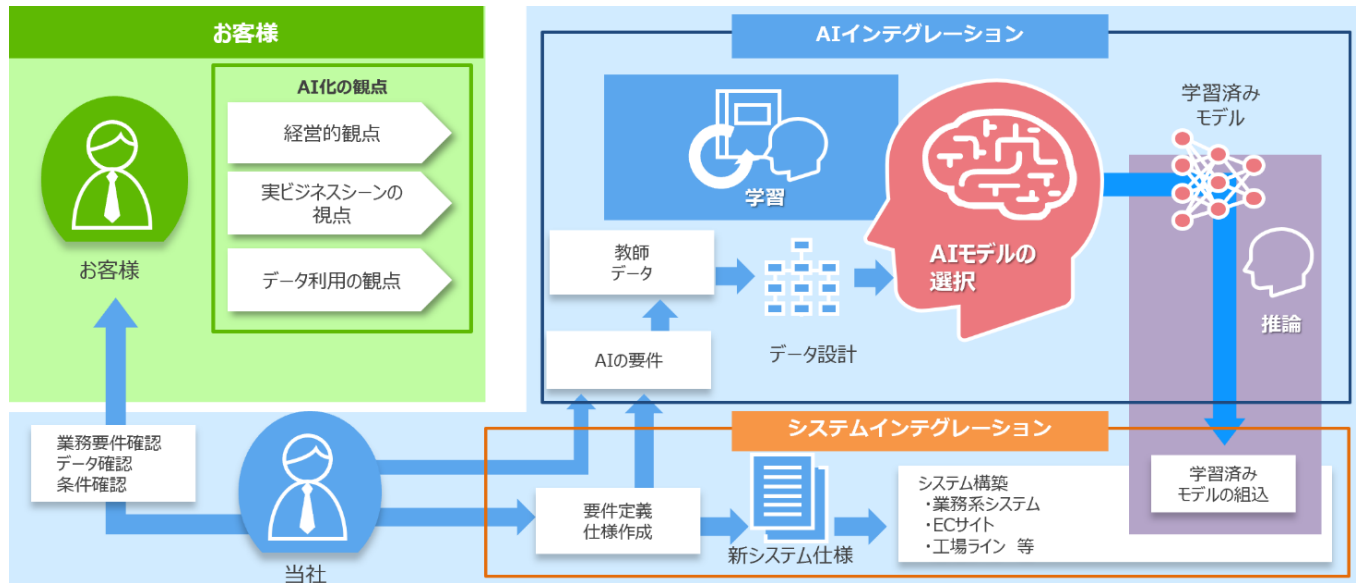 お客様
AI化の観点
経営的観点
実ビジネスシーンの
視点
データ利用の観点
お客様
業務要件確認
データ確認
条件確認
当社
AIインテグレーション
学習
教師
データ
AIの要件
データ設計
AIモデルの
選択
学習済み
モデル
推論
システムインテグレーション
要件定義
仕様作成
新システム仕様
システム構築
・業務系システム
・ECサイト
・工場ライン 等
学習済み
モデルの組込